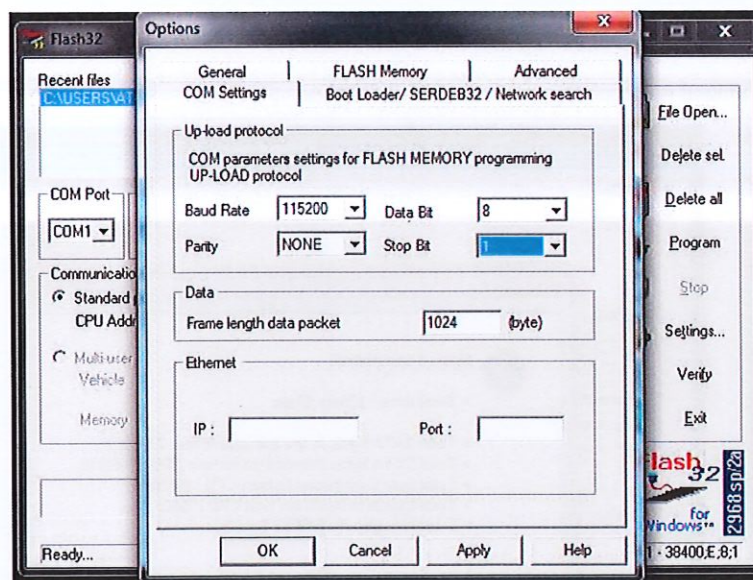 Flash32
Options
Recent files
C:\USERS\AT
COM Port
COM1
Communicatio
Standard
CPU Addr
Multi-user
Vehicle
Memory
Ready...
General
FLASH Memory
Advanced
COM Settings
Boot Loader/ SERDEB32 / Network search
Up-load protocol
COM parameters settings for FLASH MEMORY programming
UP-LOAD protocol
Baud Rate 115200 Data Bit 8
Parity NONE Stop Bit 1
Data
Frame length data packet 1024 (byte)
Ethernet
IP : Port :
OK Cancel Apply Help
File Open...
Delete sel.
Delete all
Program
Stop
Settings...
Verify
Exit
lash
32
for
Windows™
2968sp/2a
1 - 38400,E,8;1